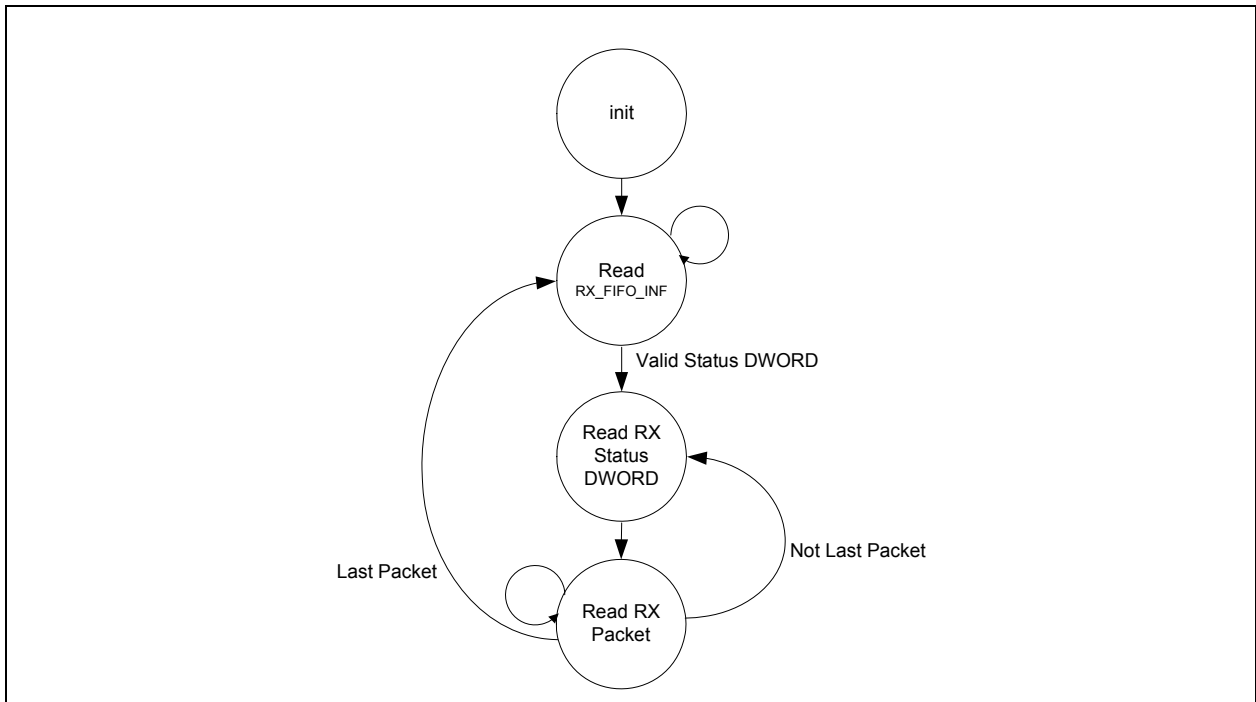 init
Read
RX_FIFO_INF
Valid Status DWORD
Read RX
Status
DWORD
Not Last Packet
Last Packet
Read RX
Packet